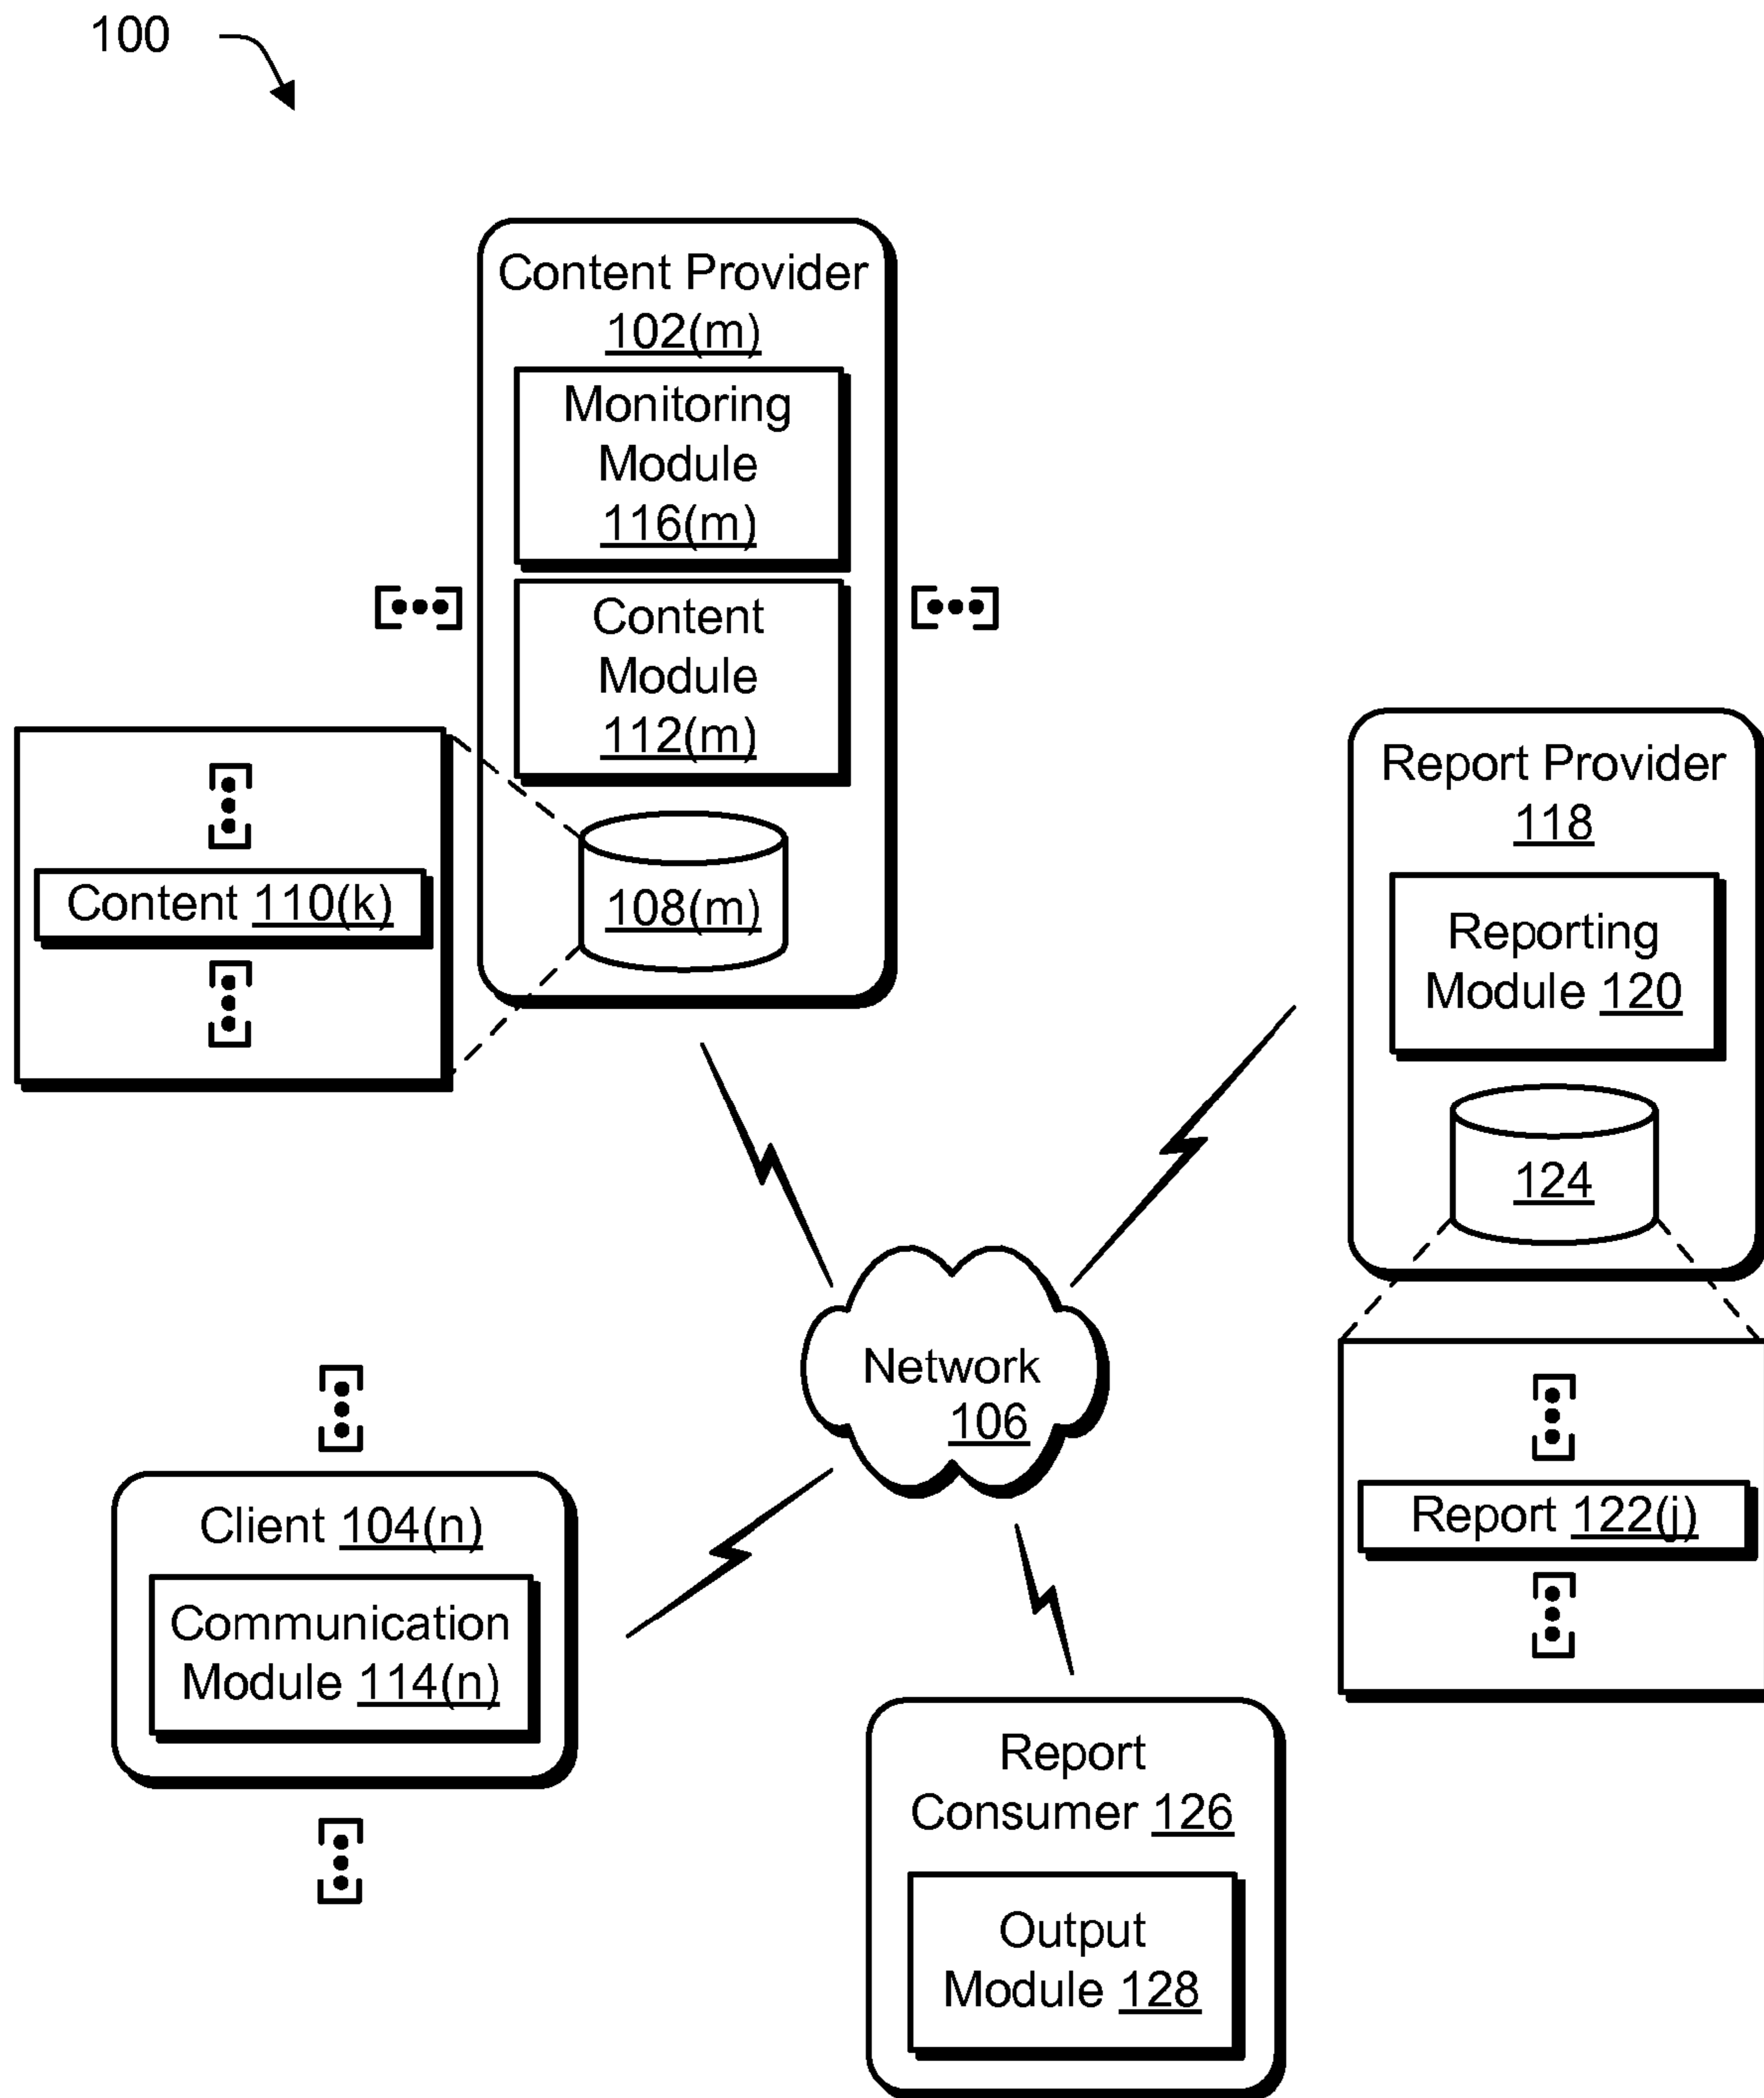 100
Content Provider
102(m)
Monitoring
Module
116(m)
Content
Module
112(m)
108(m)
Content 110(k)
Report Provider
118
Reporting
Module 120
124
Report 122(j)
Network
106
Client 104(n)
Communication
Module 114(n)
Report
Consumer 126
Output
Module 128